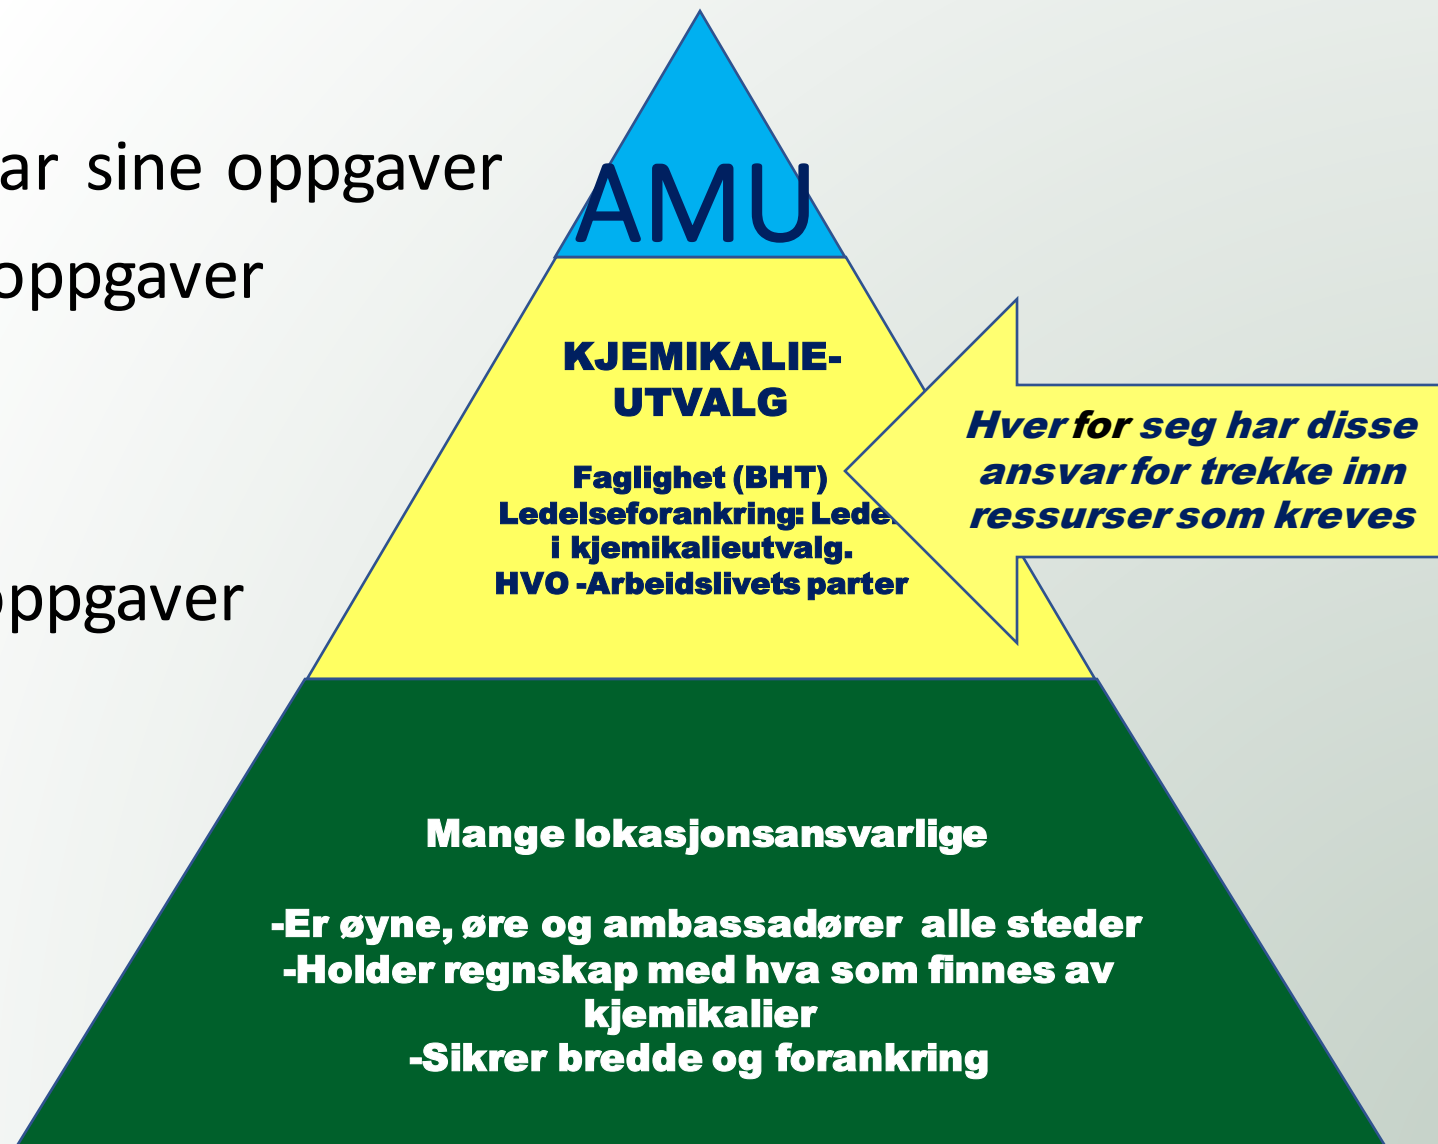 ar sine oppgaver
oppgaver
oppgaver
AMU
KJEMIKALIE-
UTVALG
Faglighet (BHT)
Ledelseforankring: Lede
i kjemikalieutvalg.
HVO -Arbeidslivets parter
Hver for seg har disse
ansvar for trekke inn
ressurser som kreves
Mange lokasjonsansvarlige
-Er øyne, øre og ambassadører alle steder
-Holder regnskap med hva som finnes av
kjemikalier
-Sikrer bredde og forankring